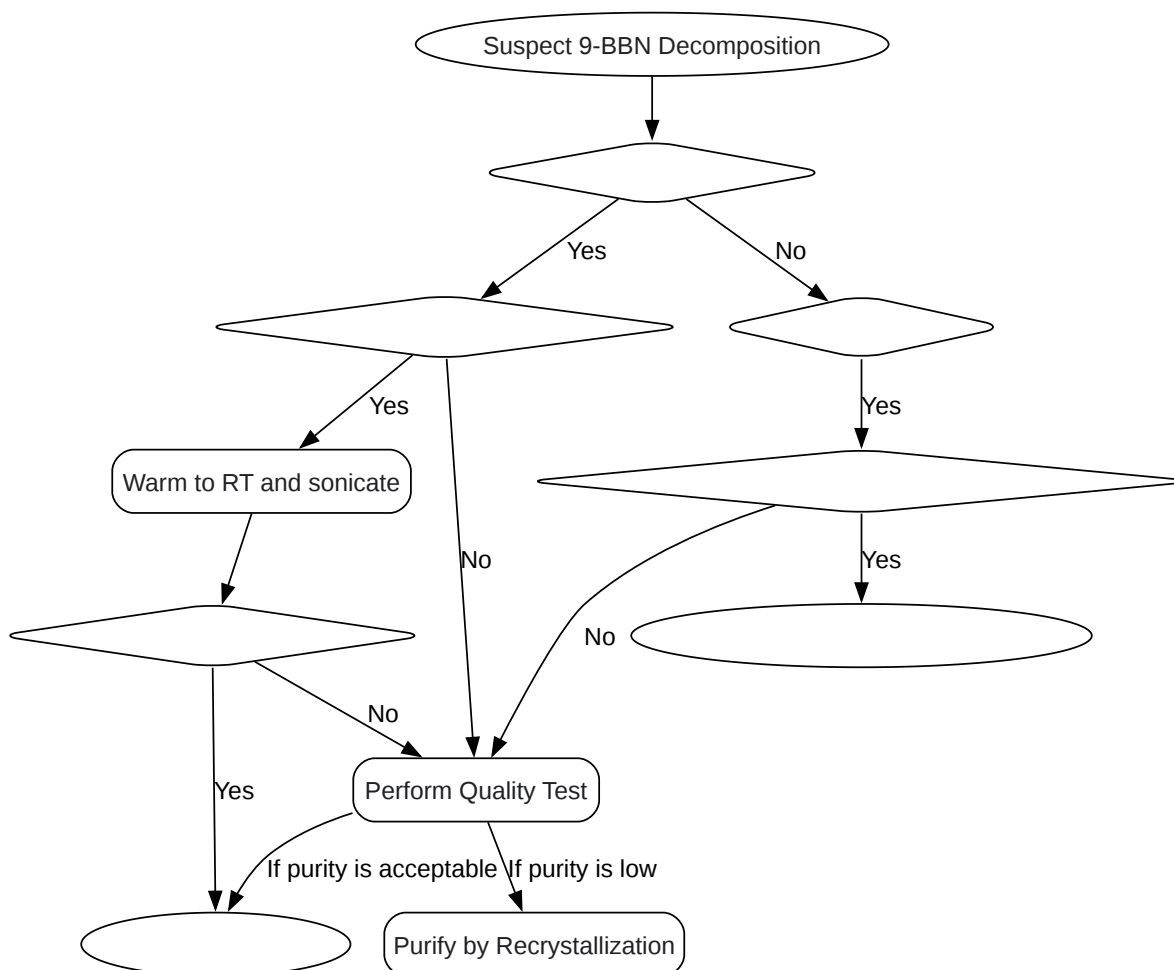 Suspect 9-BBN Decomposition
Yes
No
Yes
Yes
Warm to RT and sonicate
No
Yes
No
No
Yes
Perform Quality Test
If purity is acceptable
If purity is low
Purify by Recrystallization